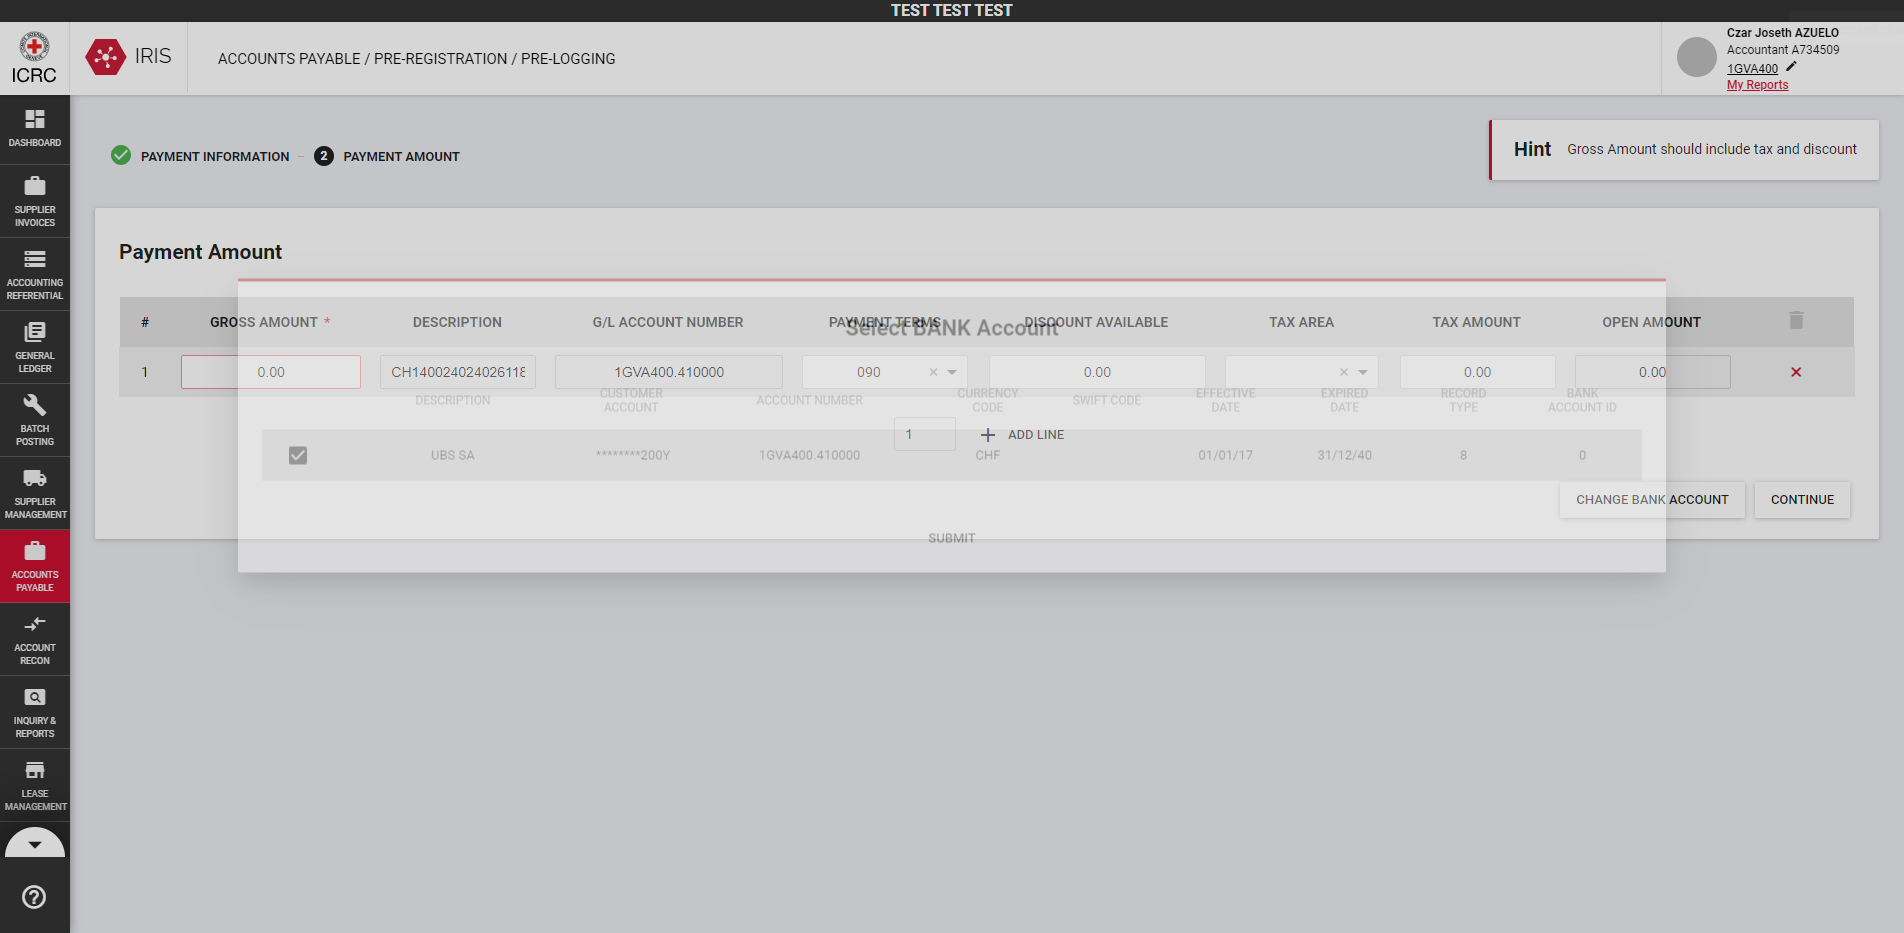 TEST TEST TEST
ICRC
IRIS
ACCOUNTS PAYABLE / PRE-REGISTRATION / PRE-LOGGING
Czar Joseth AZUELO
Accountant A734509
1GVA400
My Reports
DASHBOARD
SUPPLIER
INVOICES
ACCOUNTING
REFERENTIAL
GENERAL
LEDGER
BATCH
POSTING
SUPPLIER
MANAGEMENT
ACCOUNTS
PAYABLE
ACCOUNT
RECON
INQUIRY &
REPORTS
LEASE
MANAGEMENT
PAYMENT INFORMATION – 2 PAYMENT AMOUNT
Hint Gross Amount should include tax and discount
Payment Amount
# GROSS AMOUNT * DESCRIPTION G/L ACCOUNT NUMBER PAYMENT TERMS DISCOUNT AVAILABLE TAX AREA TAX AMOUNT OPEN AMOUNT
Select BANK Account
1 0.00 CH140024024026118 1GVA400.410000 090 0.00 0.00 0.00
DESCRIPTION CUSTOMER ACCOUNT ACCOUNT NUMBER CURRENCY CODE SWIFT CODE EFFECTIVE DATE EXPIRED DATE RECORD TYPE BANK ACCOUNT ID
1 + ADD LINE
UBS SA ********200Y 1GVA400.410000 CHF 01/01/17 31/12/40 8 0
CHANGE BANK ACCOUNT CONTINUE
SUBMIT